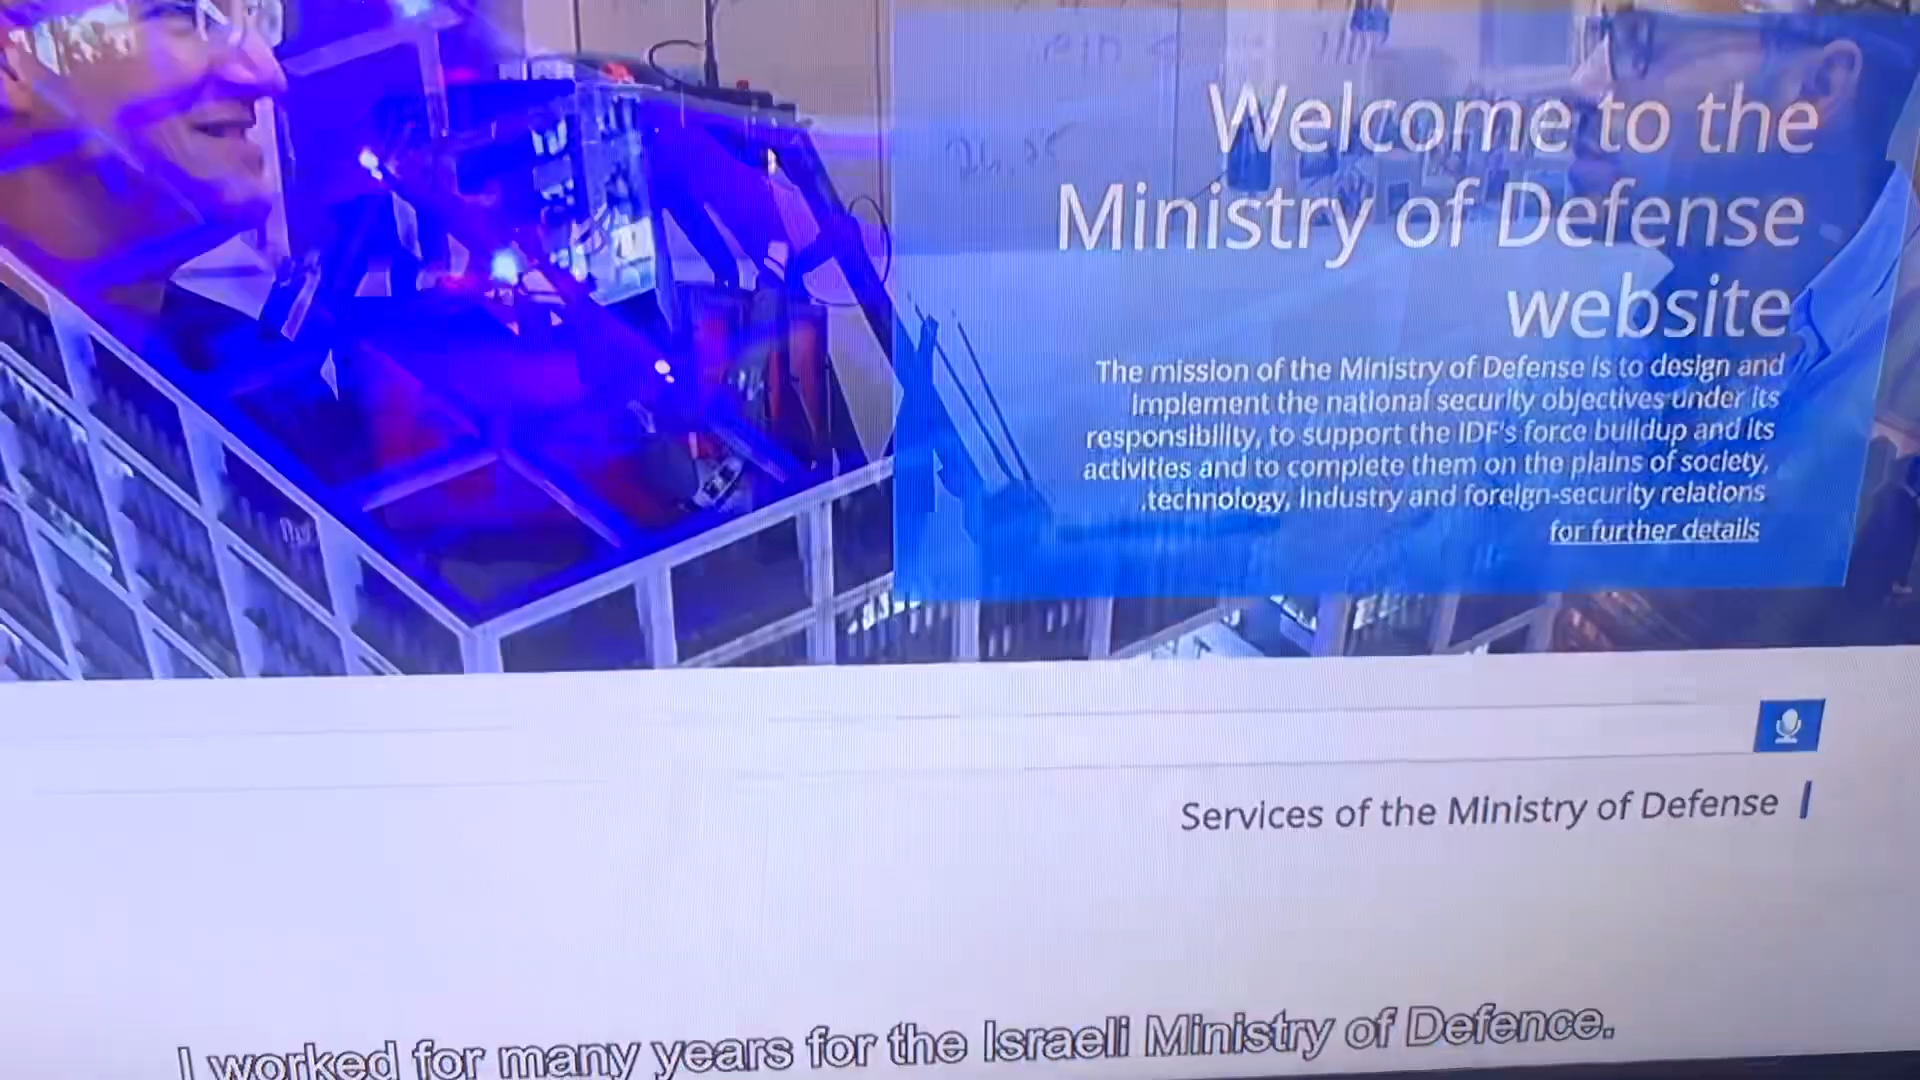 Welcome to the
Ministry of Defense
website
The mission of the Ministry of Defense is to design and
implement the national security objectives under its
responsibility, to support the IDF's force buildup and its
activities and to complete them on the plains of society,
.technology, industry and foreign-security relations
for further details
Services of the Ministry of Defense
I worked for many years for the Israeli Ministry of Defence.